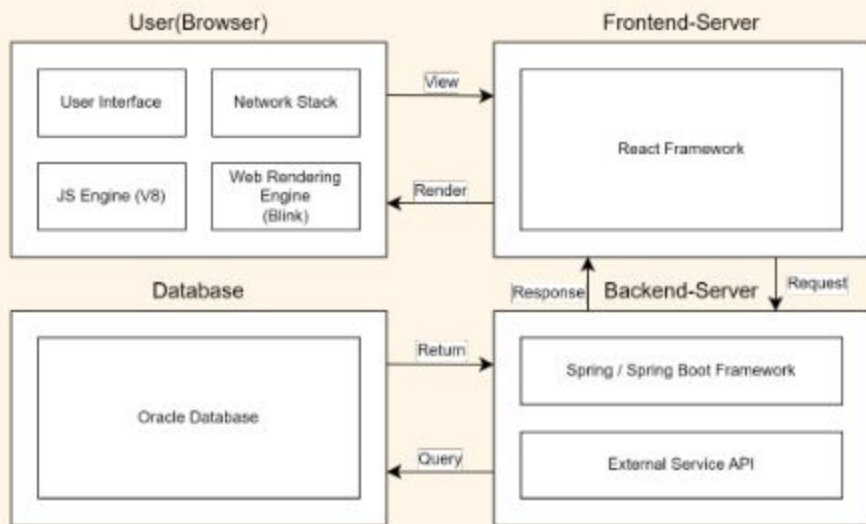 User(Browser)
Frontend-Server
User Interface
Network Stack
JS Engine (V8)
Web Rendering
Engine
(Blink)
View
Render
React Framework
Response
Request
Database
Backend-Server
Oracle Database
Return
Query
Spring / Spring Boot Framework
External Service API